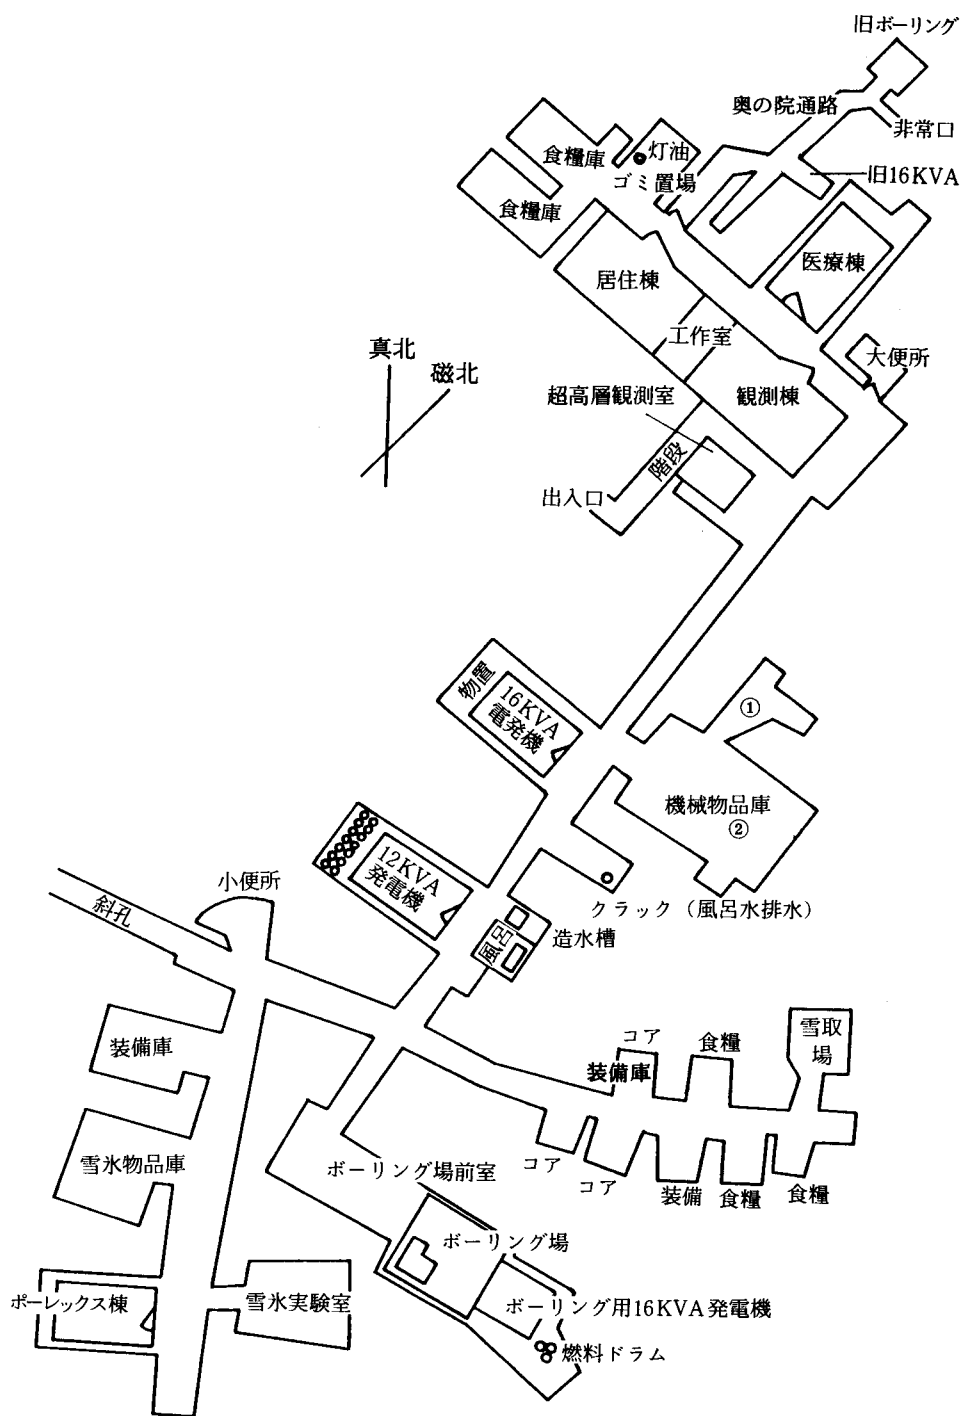 旧ボーリング
奥の院通路
非常口
食糧庫
灯油
ゴミ置場
旧16KVA
食糧庫
医療棟
居住棟
工作室
大便所
真北
磁北
超高層観測室
観測棟
階段
出入口
物置
16KVA
電発機
①
機械物品庫
②
12KVA
発電機
小便所
斜孔
クラック（風呂水排水）
風呂
造水槽
雪取
場
コア
食糧
装備庫
装備庫
雪氷物品庫
ボーリング場前室
コア
コア
装備
食糧
食糧
ボーリング場
ポーレックス棟
雪氷実験室
ボーリング用16KVA発電機
燃料ドラム